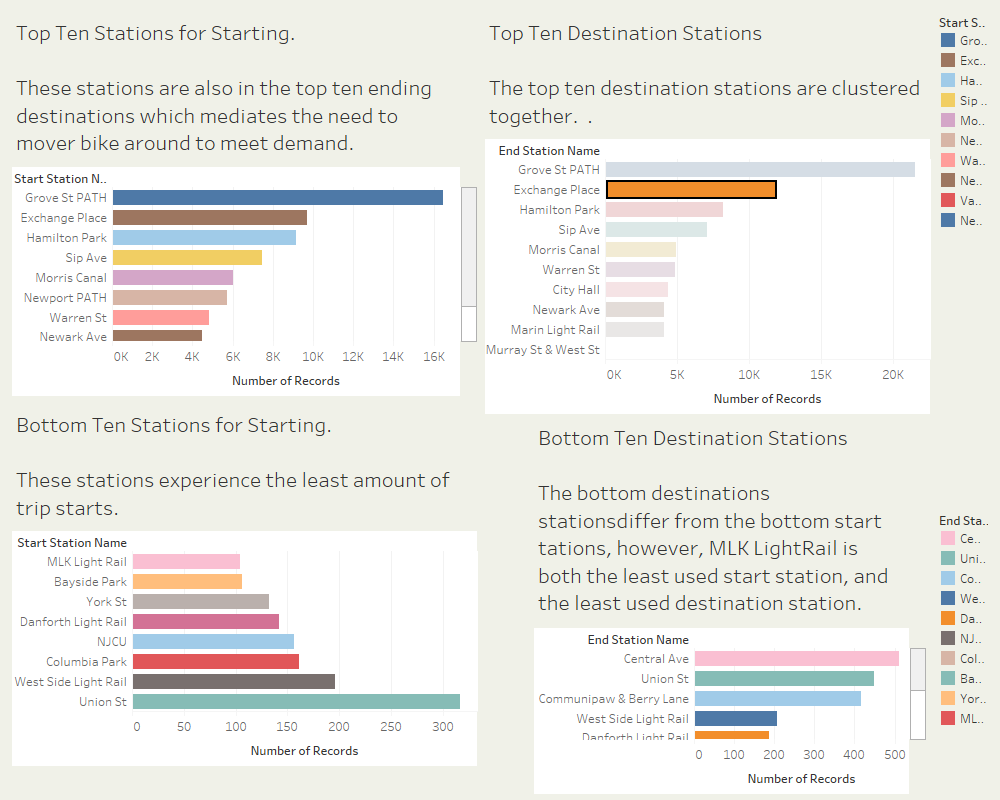 Top Ten Stations for Starting.
These stations are also in the top ten ending
destinations which mediates the need to
mover bike around to meet demand.
Start Station N..
Grove St PATH
Exchange Place
Hamilton Park
Sip Ave
Morris Canal
Newport PATH
Warren St
Newark Ave
0K 2K 4K 6K 8K 10K 12K 14K 16K
Number of Records
Top Ten Destination Stations
The top ten destination stations are clustered
together. .
End Station Name
Grove St PATH
Exchange Place
Hamilton Park
Sip Ave
Morris Canal
Warren St
City Hall
Newark Ave
Marin Light Rail
Murray St & West St
0K 5K 10K 15K 20K
Number of Records
Start S..
Gro..
Exc..
Ha..
Sip ..
Mo..
Ne..
Wa..
Ne..
Va..
Ne..
Bottom Ten Stations for Starting.
These stations experience the least amount of
trip starts.
Start Station Name
MLK Light Rail
Bayside Park
York St
Danforth Light Rail
NJCU
Columbia Park
West Side Light Rail
Union St
0 50 100 150 200 250 300
Number of Records
Bottom Ten Destination Stations
The bottom destinations
stationsdiffer from the bottom start
tations, however, MLK LightRail is
both the least used start station, and
the least used destination station.
End Station Name
Central Ave
Union St
Communipaw & Berry Lane
West Side Light Rail
Danforth Light Rail
0 100 200 300 400 500
Number of Records
End Sta..
Ce..
Uni..
Co..
We..
Da..
NJ..
Col..
Ba..
Yor..
ML..